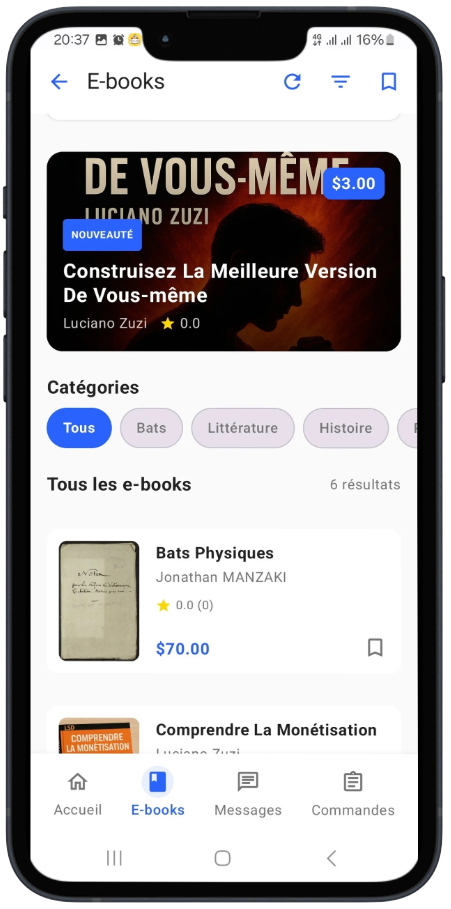 20:37 4G 16%
E-books
DE VOUS-MÊME
$3.00
LUCIANO ZUZI
NOUVEAUTÉ
Construisez La Meilleure Version
De Vous-même
Luciano Zuzi 0.0
Catégories
Tous Bats Littérature Histoire
Tous les e-books 6 résultats
Bats Physiques
Jonathan MANZAKI
0.0 (0)
$70.00
Comprendre La Monétisation
COMPRENDRE
LA MONÉTISATION
Luciano Zuzi
Accueil E-books Messages Commandes